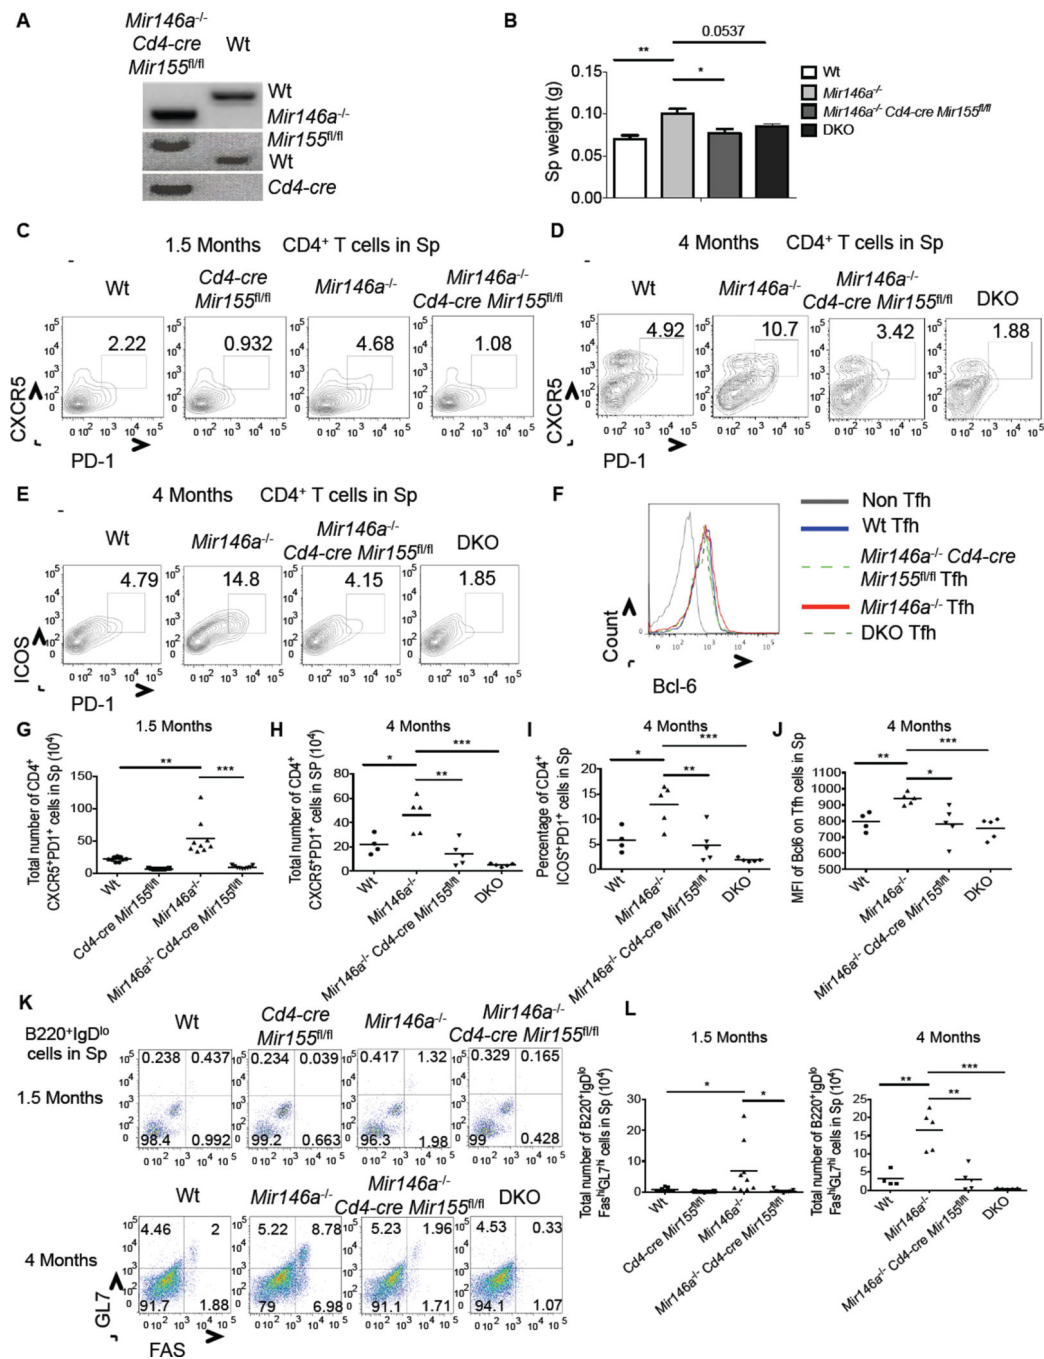 A
Mir146a-/-
Cd4-cre
Mir155fl/fl
Wt
Wt
Mir146a-/-
Mir155fl/fl
Wt
Cd4-cre
B
0.0537
**
*
Sp weight (g)
0.15
0.10
0.05
0.00
Wt
Mir146a-/-
Mir146a-/- Cd4-cre Mir155fl/fl
DKO
C
1.5 Months CD4+ T cells in Sp
Wt
Cd4-cre
Mir155fl/fl
Mir146a-/-
Mir146a-/-
Cd4-cre Mir155fl/fl
2.22
0.932
4.68
1.08
CXCR5
PD-1
D
4 Months CD4+ T cells in Sp
Wt
Mir146a-/-
Mir146a-/-
Cd4-cre Mir155fl/fl
DKO
4.92
10.7
3.42
1.88
CXCR5
PD-1
E
4 Months CD4+ T cells in Sp
Wt
Mir146a-/-
Mir146a-/-
Cd4-cre Mir155fl/fl
DKO
4.79
14.8
4.15
1.85
ICOS
PD-1
F
Count
Bcl-6
Non Tfh
Wt Tfh
Mir146a-/- Cd4-cre
Mir155fl/fl Tfh
Mir146a-/- Tfh
DKO Tfh
G
1.5 Months
Total number of CD4+
CXCR5+PD1+ cells in Sp (10^4)
150
100
50
0
**
***
Wt
Cd4-cre Mir155fl/fl
Mir146a-/-
Mir146a-/- Cd4-cre Mir155fl/fl
H
4 Months
Total number of CD4+
CXCR5+PD1+ cells in SP (10^4)
80
60
40
20
0
*
***
**
Wt
Mir146a-/-
Mir146a-/- Cd4-cre Mir155fl/fl
DKO
I
4 Months
Percentage of CD4+
ICOS+PD1+ cells in Sp
20
15
10
5
0
*
***
**
Wt
Mir146a-/-
Mir146a-/- Cd4-cre Mir155fl/fl
DKO
J
4 Months
MFI of Bcl6 on Tfh cells in Sp
1100
1000
900
800
700
600
500
**
***
*
Wt
Mir146a-/-
Mir146a-/- Cd4-cre Mir155fl/fl
DKO
K
B220+IgDlo
cells in Sp
Wt
Cd4-cre
Mir155fl/fl
Mir146a-/-
Mir146a-/-
Cd4-cre Mir155fl/fl
1.5 Months
0.238 0.437
98.4 0.992
0.234 0.039
99.2 0.663
0.417 1.32
96.3 1.98
0.329 0.165
99 0.428
Wt
Mir146a-/-
Mir146a-/-
Cd4-cre Mir155fl/fl
DKO
4 Months
4.46 2
91.7 1.88
5.22 8.78
79 6.98
5.23 1.96
91.1 1.71
4.53 0.33
94.1 1.07
GL7
FAS
L
1.5 Months
Total number of B220+IgDlo
FashiGL7hi cells in Sp (10^4)
30
20
10
0
*
*
Wt
Cd4-cre Mir155fl/fl
Mir146a-/-
Mir146a-/- Cd4-cre Mir155fl/fl
4 Months
Total number of B220+IgDlo
FashiGL7hi cells in Sp (10^4)
25
20
15
10
5
0
**
***
**
Wt
Mir146a-/-
Mir146a-/- Cd4-cre Mir155fl/fl
DKO